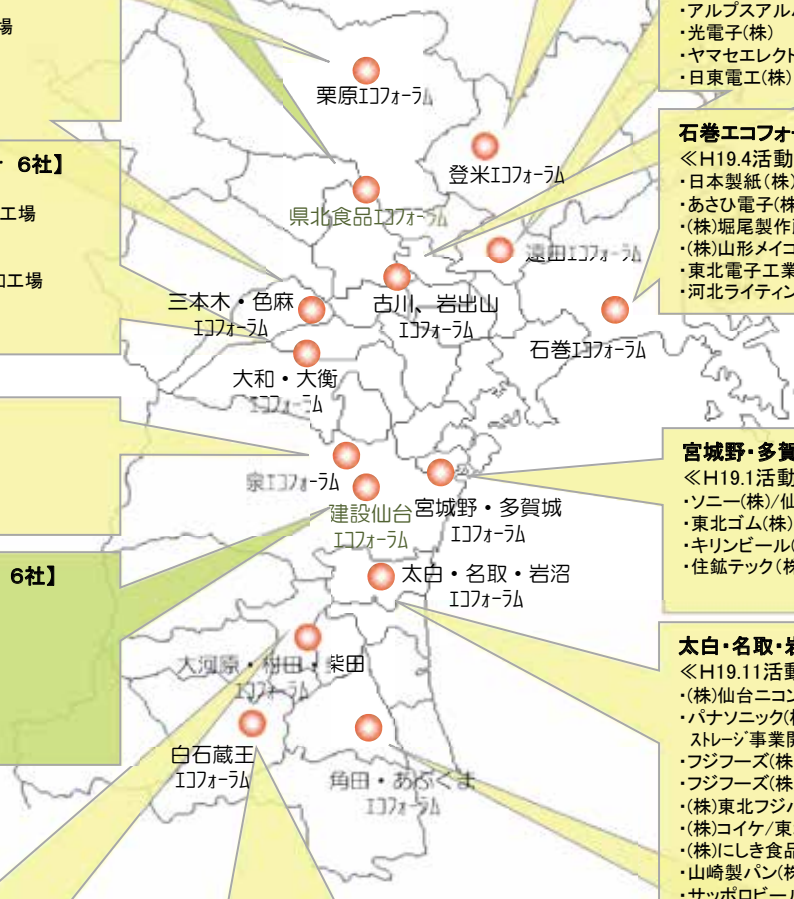 場
・アルプスアル
・光電子(株)
・ヤマセエレクト
・日東電工(株)
栗原エコフォーラム
・ 6社】
工場
工場
登米エコフォーラム
県北食品エコフォーラム
遠田エコフォーラム
石巻エコフォー
≪H19.4活動
・日本製紙(株)
・あさひ電子(株
・(株)堀尾製作
・(株)山形メイコ
・東北電子工業
・河北ライティン
三本木・色麻
エコフォーラム
古川、岩出山
エコフォーラム
石巻エコフォーラム
大和・大衡
エコフォーラム
泉エコフォーラム
建設仙台
エコフォーラム
宮城野・多賀城
エコフォーラム
宮城野・多賀
≪H19.1活動
・ソニー(株)/仙
・東北ゴム(株)
・キリンビール(
・住鉱テック(株
6社】
太白・名取・岩沼
エコフォーラム
大河原・村田・柴田
エコフォーラム
白石蔵王
エコフォーラム
角田・あぶくま
エコフォーラム
太白・名取・岩
≪H19.11活動
・(株)仙台ニコン
・パナソニック(株
ストレージ事業開
・フジフーズ(株
・フジフーズ(株
・(株)東北フジパ
・(株)コイケ/東
・(株)にしき食品
・山崎製パン(株
・サッポロビール